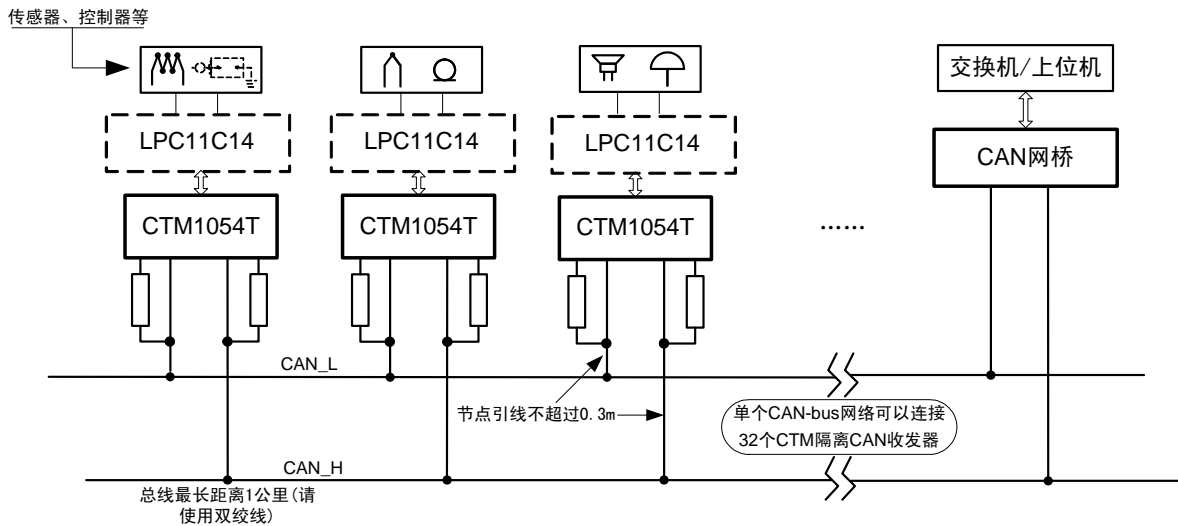 传感器、控制器等
交换机/上位机
LPC11C14
LPC11C14
LPC11C14
CAN网桥
CTM1054T
CTM1054T
CTM1054T
……
CAN_L
节点引线不超过0.3m
单个CAN-bus网络可以连接
32个CTM隔离CAN收发器
CAN_H
总线最长距离1公里(请
使用双绞线)